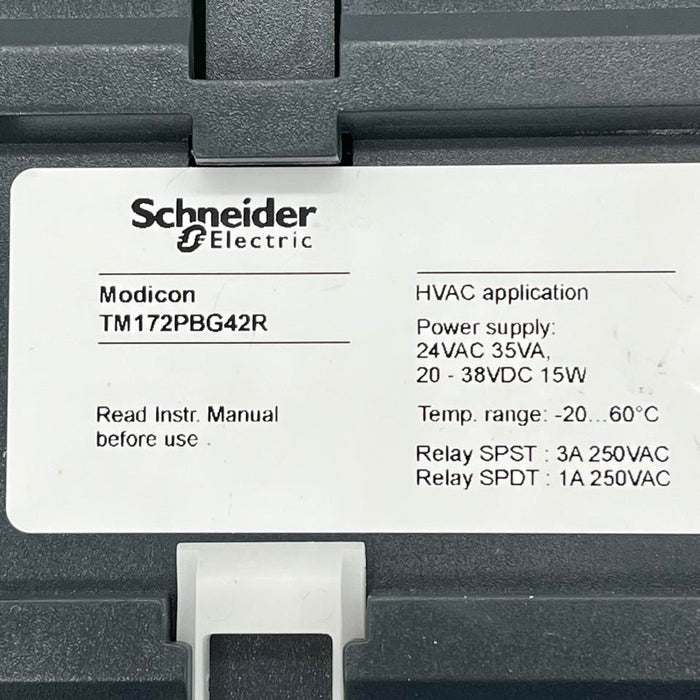 Schneider
Electric
Modicon
TM172PBG42R
Read Instr. Manual
before use .
HVAC application
Power supply:
24VAC 35VA,
20 - 38VDC 15W
Temp. range: -20...60°C
Relay SPST : 3A 250VAC
Relay SPDT : 1A 250VAC